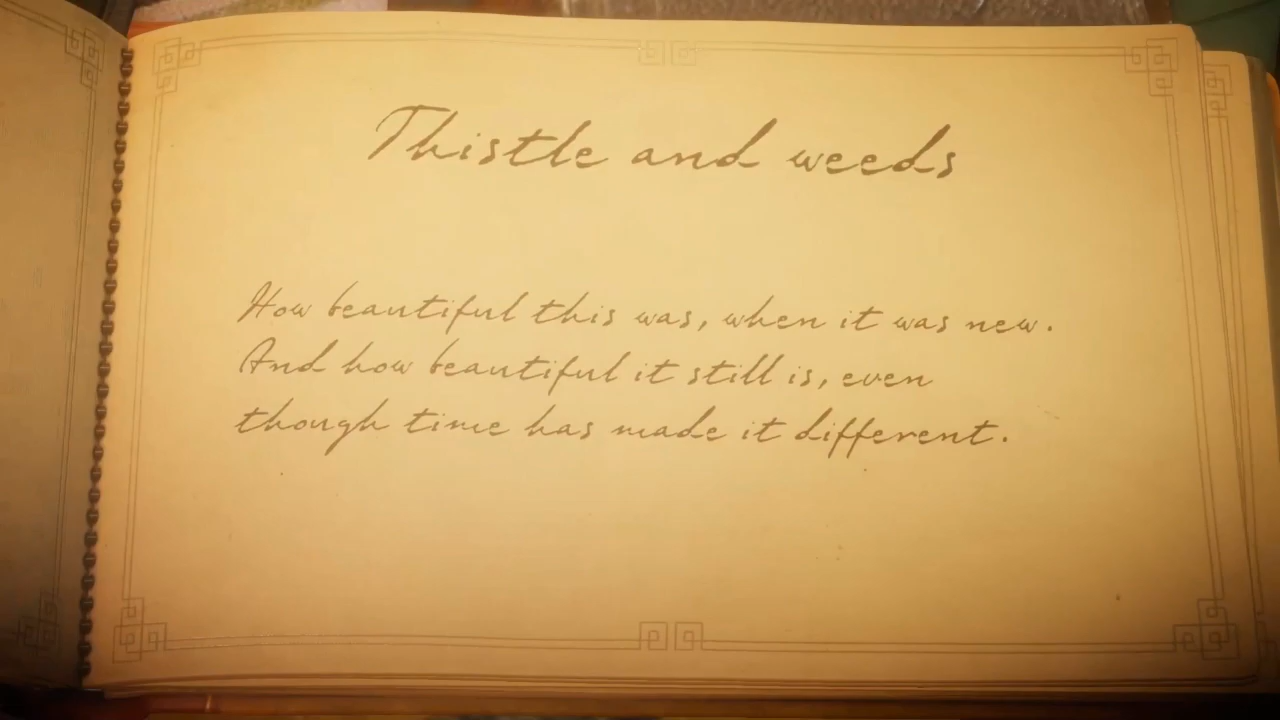 Thistle and weeds
How beautiful this was, when it was new.
And how beautiful it still is, even
though time has made it different.